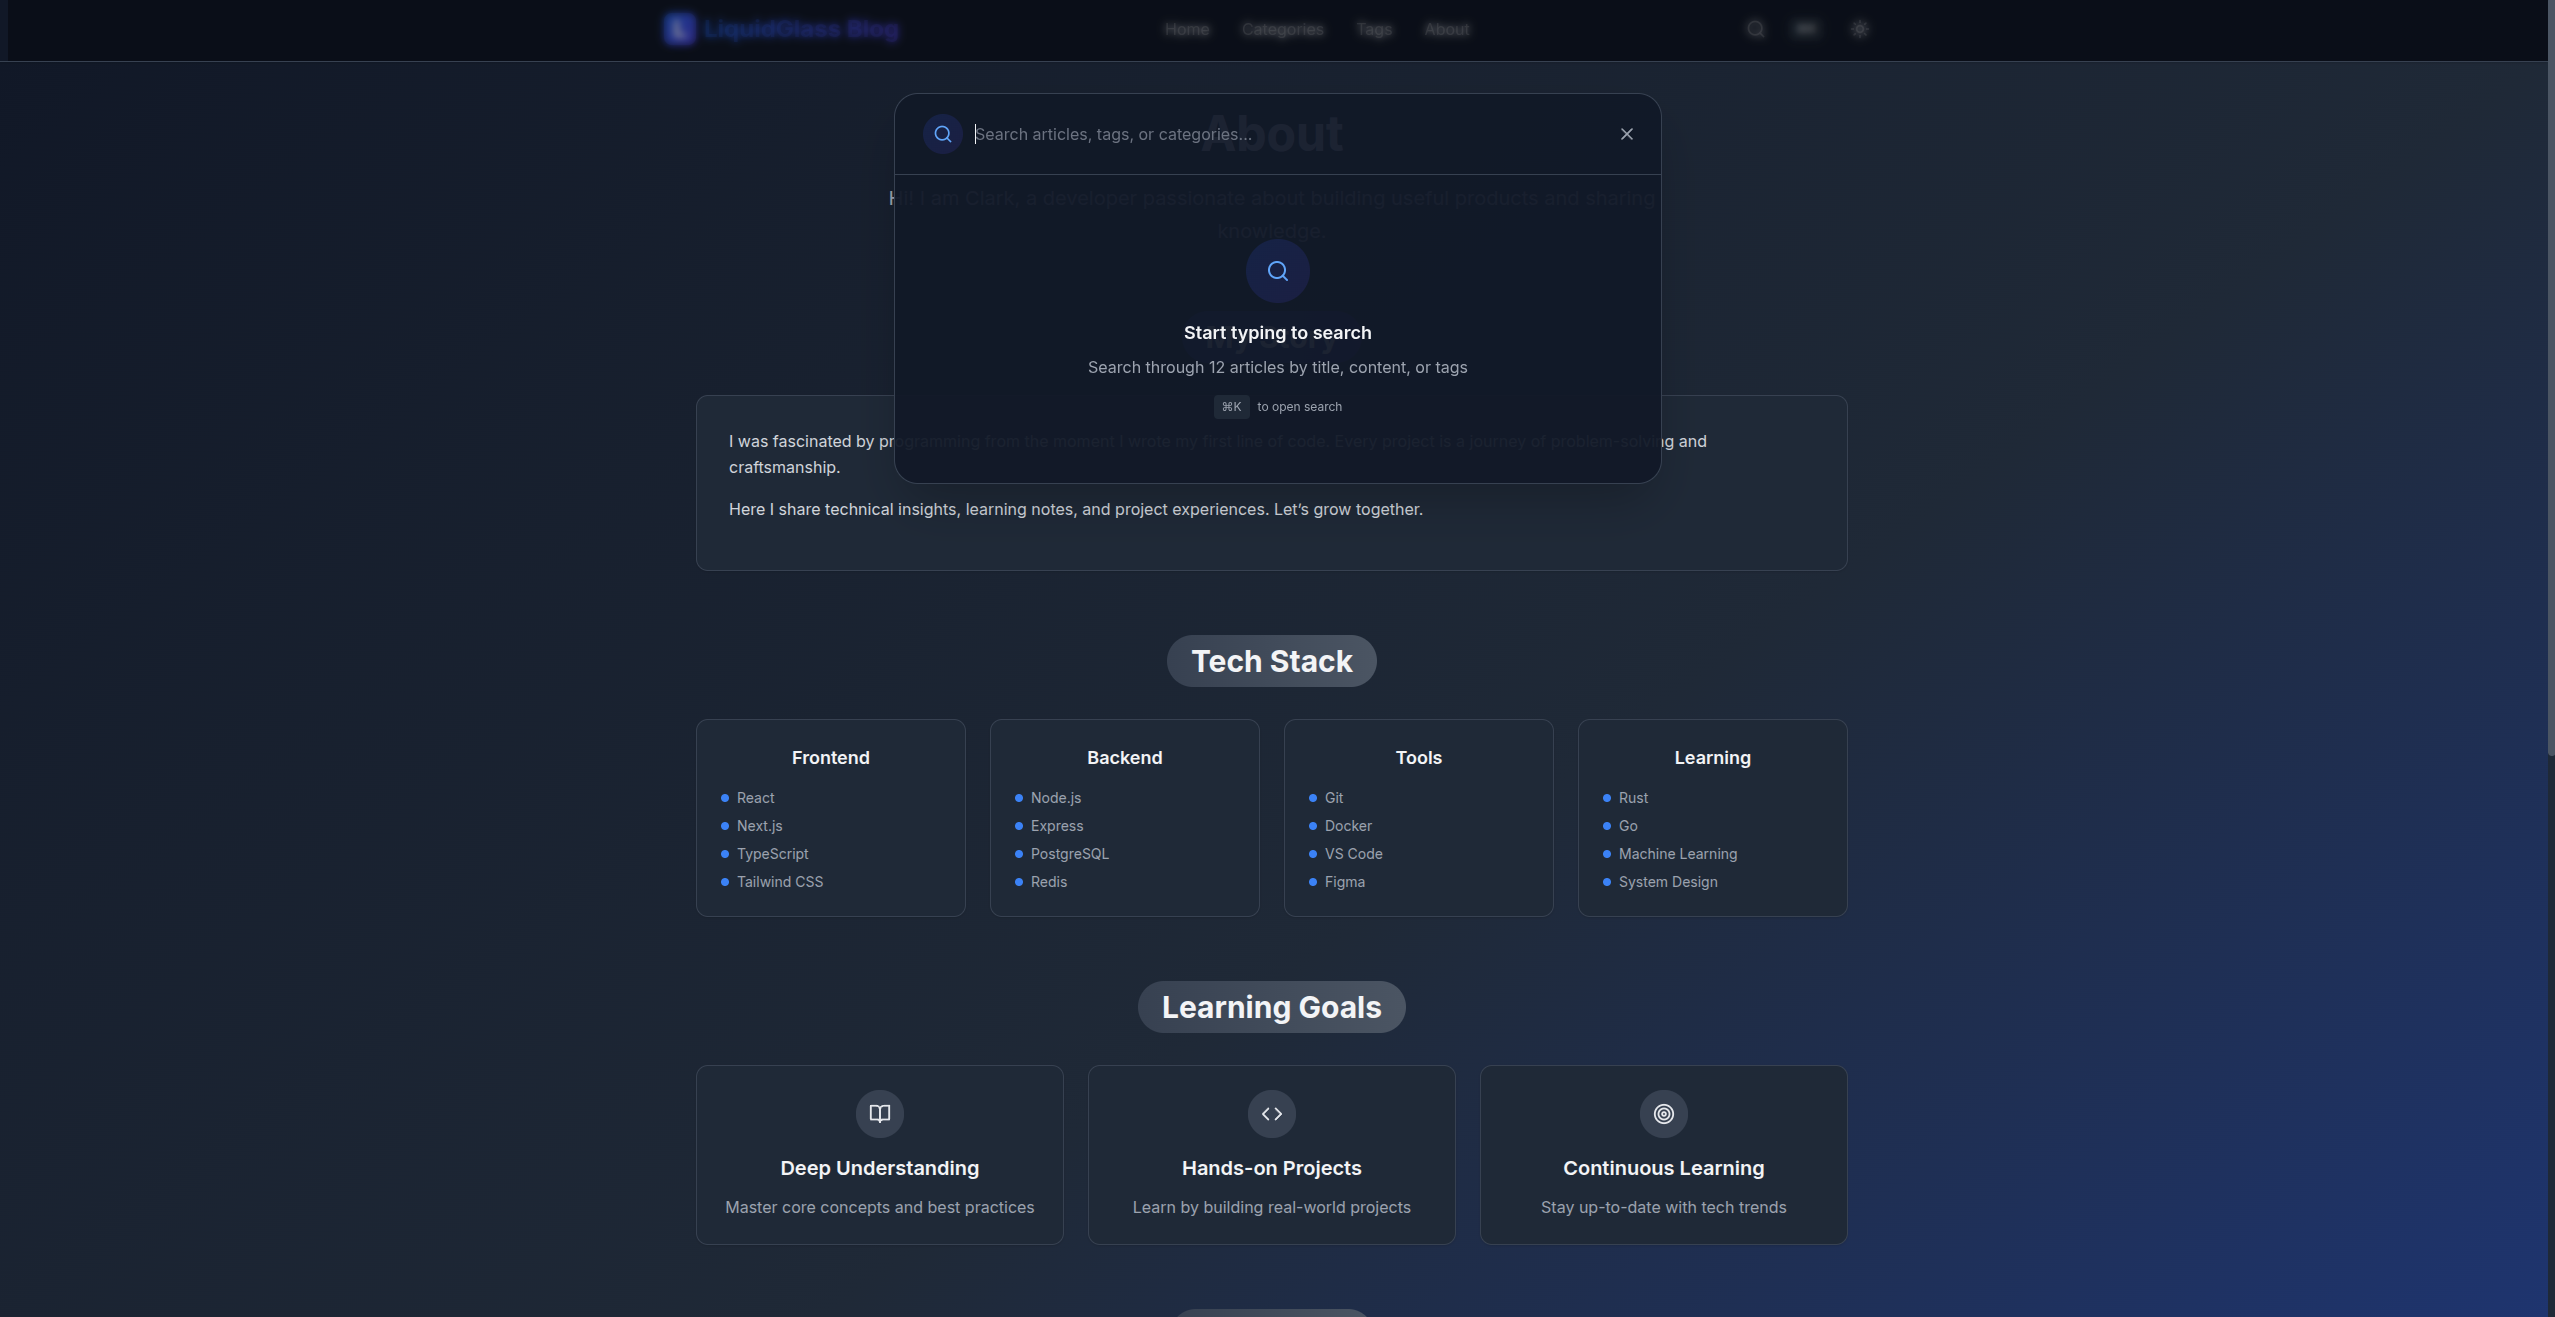 LiquidGlass Blog
Home Categories Tags About
Search articles, tags, or categories...
About
Hi! I am Clark, a developer passionate about building useful products and sharing
knowledge.
Start typing to search
My Story
Search through 12 articles by title, content, or tags
⌘K to open search
I was fascinated by programming from the moment I wrote my first line of code. Every project is a journey of problem-solving and
craftsmanship.
Here I share technical insights, learning notes, and project experiences. Let’s grow together.
Tech Stack
Frontend
React
Next.js
TypeScript
Tailwind CSS
Backend
Node.js
Express
PostgreSQL
Redis
Tools
Git
Docker
VS Code
Figma
Learning
Rust
Go
Machine Learning
System Design
Learning Goals
Deep Understanding
Master core concepts and best practices
Hands-on Projects
Learn by building real-world projects
Continuous Learning
Stay up-to-date with tech trends